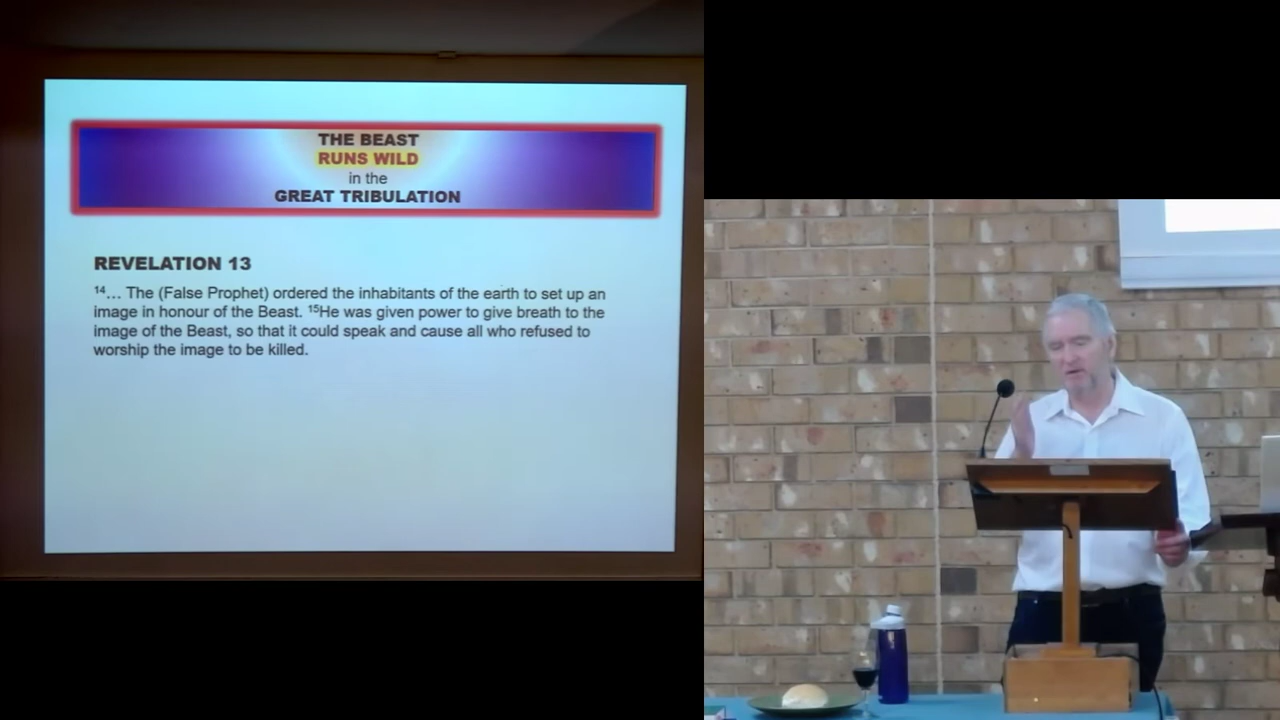 THE BEAST
RUNS WILD
in the
GREAT TRIBULATION
REVELATION 13
¹⁴… The (False Prophet) ordered the inhabitants of the earth to set up an
image in honour of the Beast. ¹⁵He was given power to give breath to the
image of the Beast, so that it could speak and cause all who refused to
worship the image to be killed.